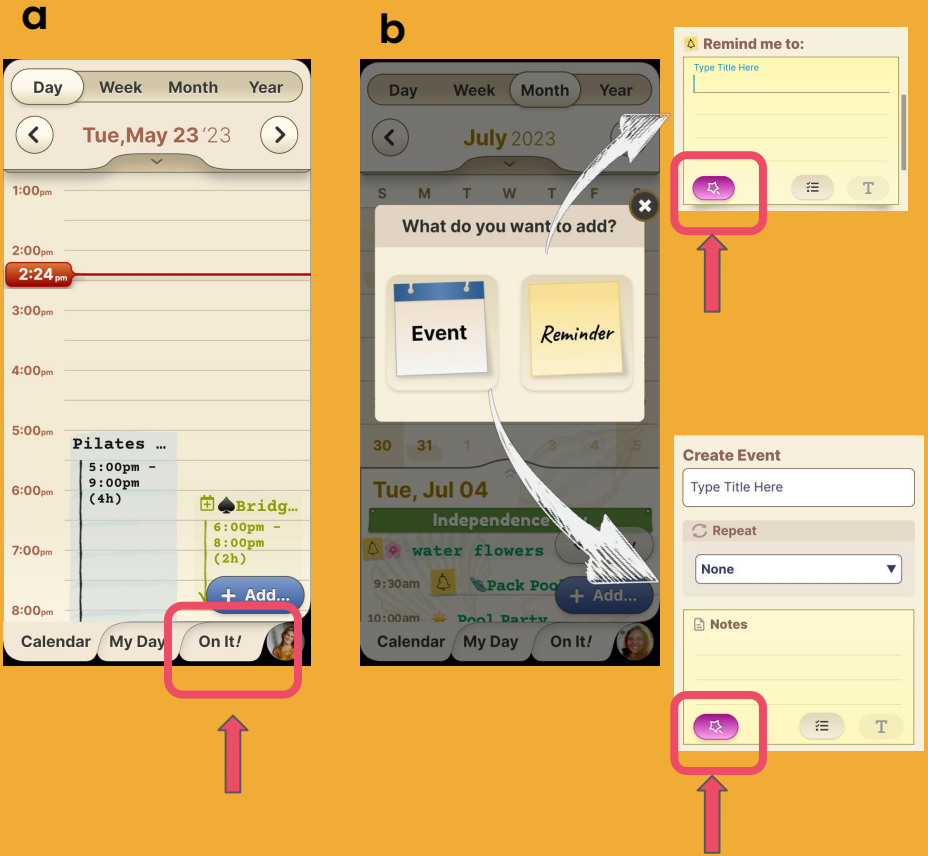 a
Day Week Month Year
Tue,May 23 '23
1:00pm
2:00pm
2:24 pm
3:00pm
4:00pm
5:00pm
Pilates …
5:00pm –
9:00pm
(4h)
6:00pm
Bridg…
6:00pm –
8:00pm
(2h)
7:00pm
+ Add...
8:00pm
Calendar My Day On It!
b
Day Week Month Year
July 2023
S M T W T F S
What do you want to add?
Event
Reminder
30 31 1 3 4 5
Tue, Jul 04
Independence
water flowers
9:30am Pack Poo
+ Add...
10:00am Pool Party
Calendar My Day On It!
Remind me to:
Type Title Here
T
Create Event
Type Title Here
Repeat
None
Notes
T